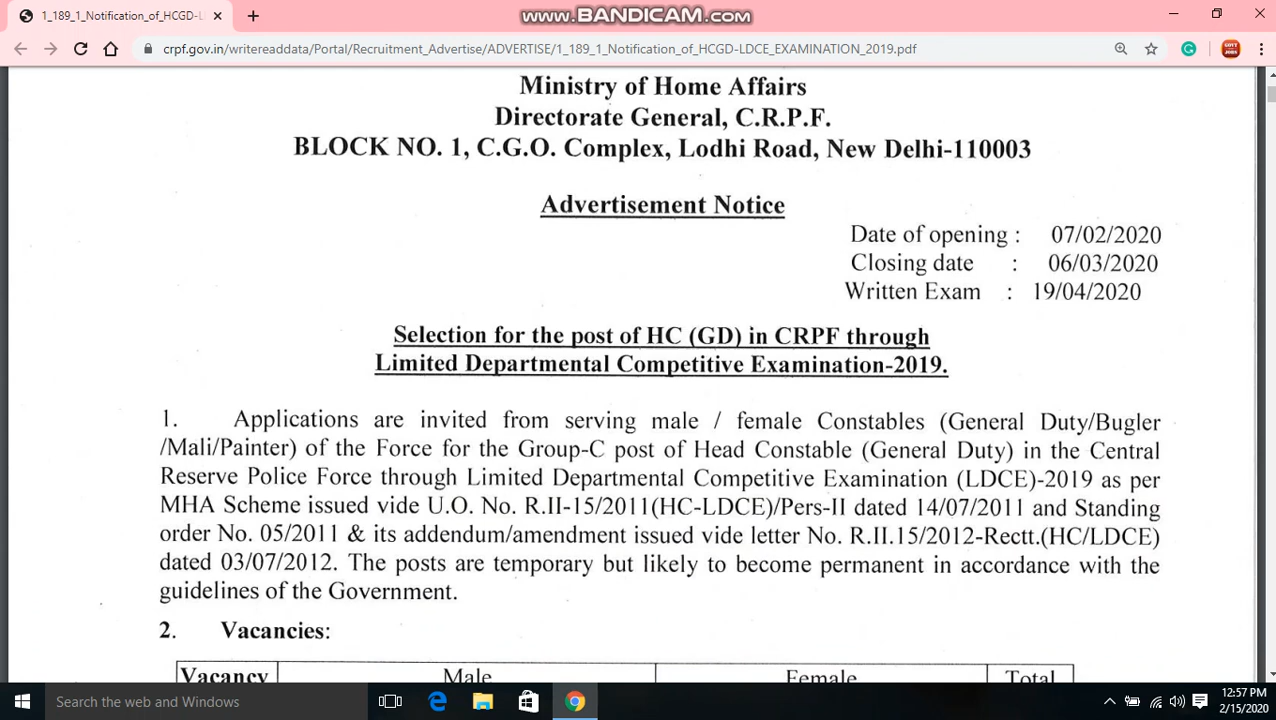 1_189_1_Notification_of_HCGD-L
www.BANDICAM.com
crpf.gov.in/writereaddata/Portal/Recruitment_Advertise/ADVERTISE/1_189_1_Notification_of_HCGD-LDCE_EXAMINATION_2019.pdf
Ministry of Home Affairs
Directorate General, C.R.P.F.
BLOCK NO. 1, C.G.O. Complex, Lodhi Road, New Delhi-110003
Advertisement Notice
Date of opening : 07/02/2020
Closing date : 06/03/2020
Written Exam : 19/04/2020
Selection for the post of HC (GD) in CRPF through
Limited Departmental Competitive Examination-2019.
1. Applications are invited from serving male / female Constables (General Duty/Bugler
/Mali/Painter) of the Force for the Group-C post of Head Constable (General Duty) in the Central
Reserve Police Force through Limited Departmental Competitive Examination (LDCE)-2019 as per
MHA Scheme issued vide U.O. No. R.II-15/2011(HC-LDCE)/Pers-II dated 14/07/2011 and Standing
order No. 05/2011 & its addendum/amendment issued vide letter No. R.II.15/2012-Rectt.(HC/LDCE)
dated 03/07/2012. The posts are temporary but likely to become permanent in accordance with the
guidelines of the Government.
2. Vacancies:
Vacancy Male Female Total
Search the web and Windows
12:57 PM
2/15/2020